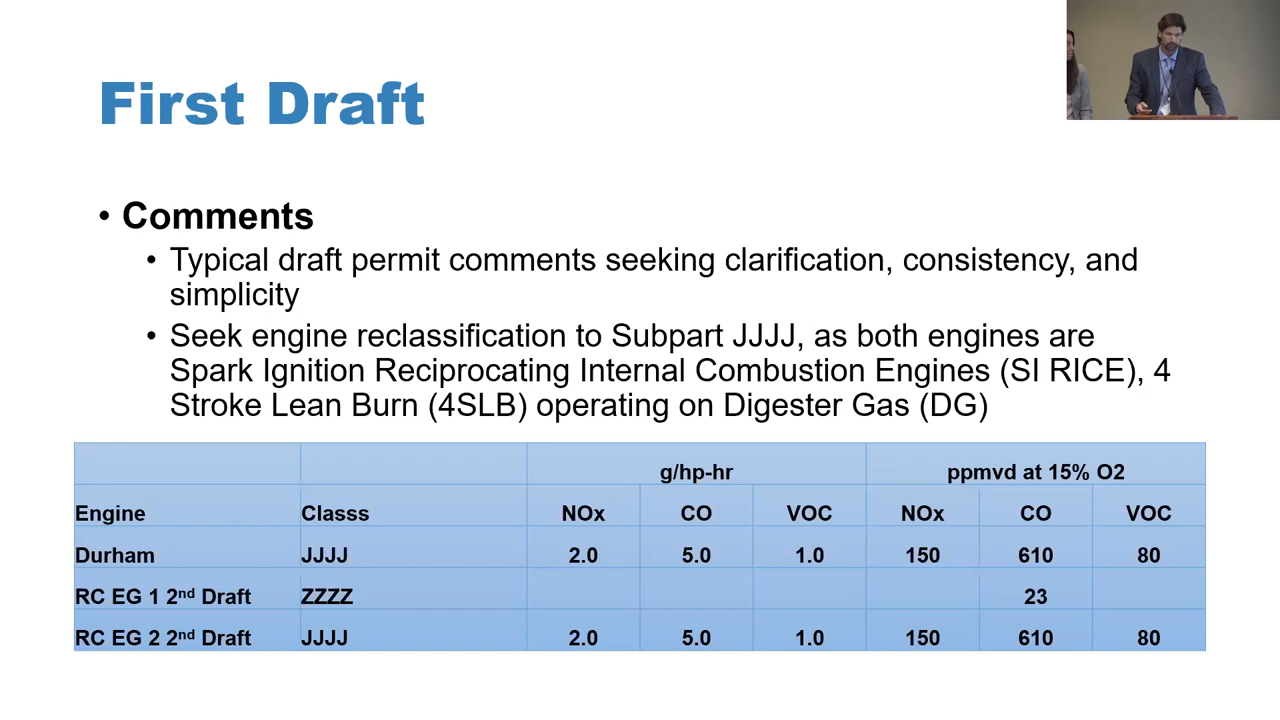 First Draft
• Comments
• Typical draft permit comments seeking clarification, consistency, and
simplicity
• Seek engine reclassification to Subpart JJJJ, as both engines are
Spark Ignition Reciprocating Internal Combustion Engines (SI RICE), 4
Stroke Lean Burn (4SLB) operating on Digester Gas (DG)
g/hp-hr ppmvd at 15% O2
Engine Classs NOx CO VOC NOx CO VOC
Durham JJJJ 2.0 5.0 1.0 150 610 80
RC EG 1 2nd Draft ZZZZ 23
RC EG 2 2nd Draft JJJJ 2.0 5.0 1.0 150 610 80